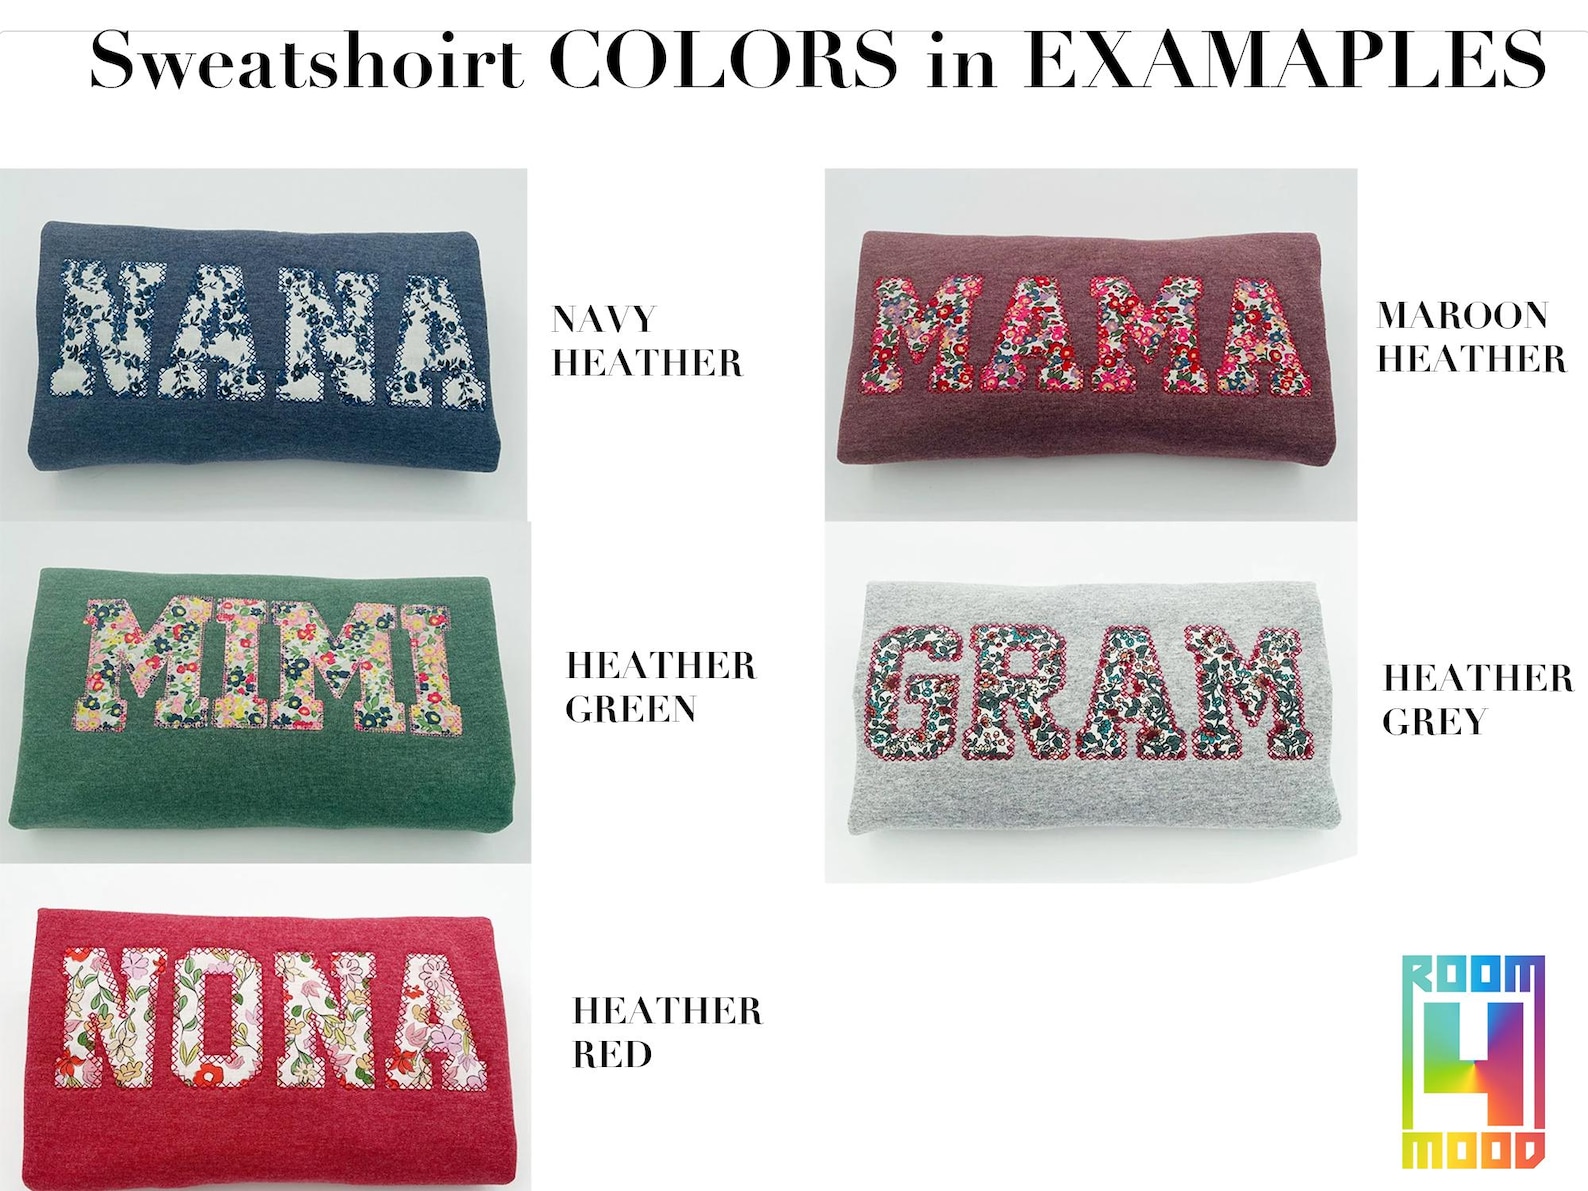 Sweatshoirt COLORS in EXAMAPLES
NANA
NAVY
HEATHER
MAMA
MAROON
HEATHER
MIMI
HEATHER
GREEN
GRAM
HEATHER
GREY
NONA
HEATHER
RED
ROOM
4
MOOD